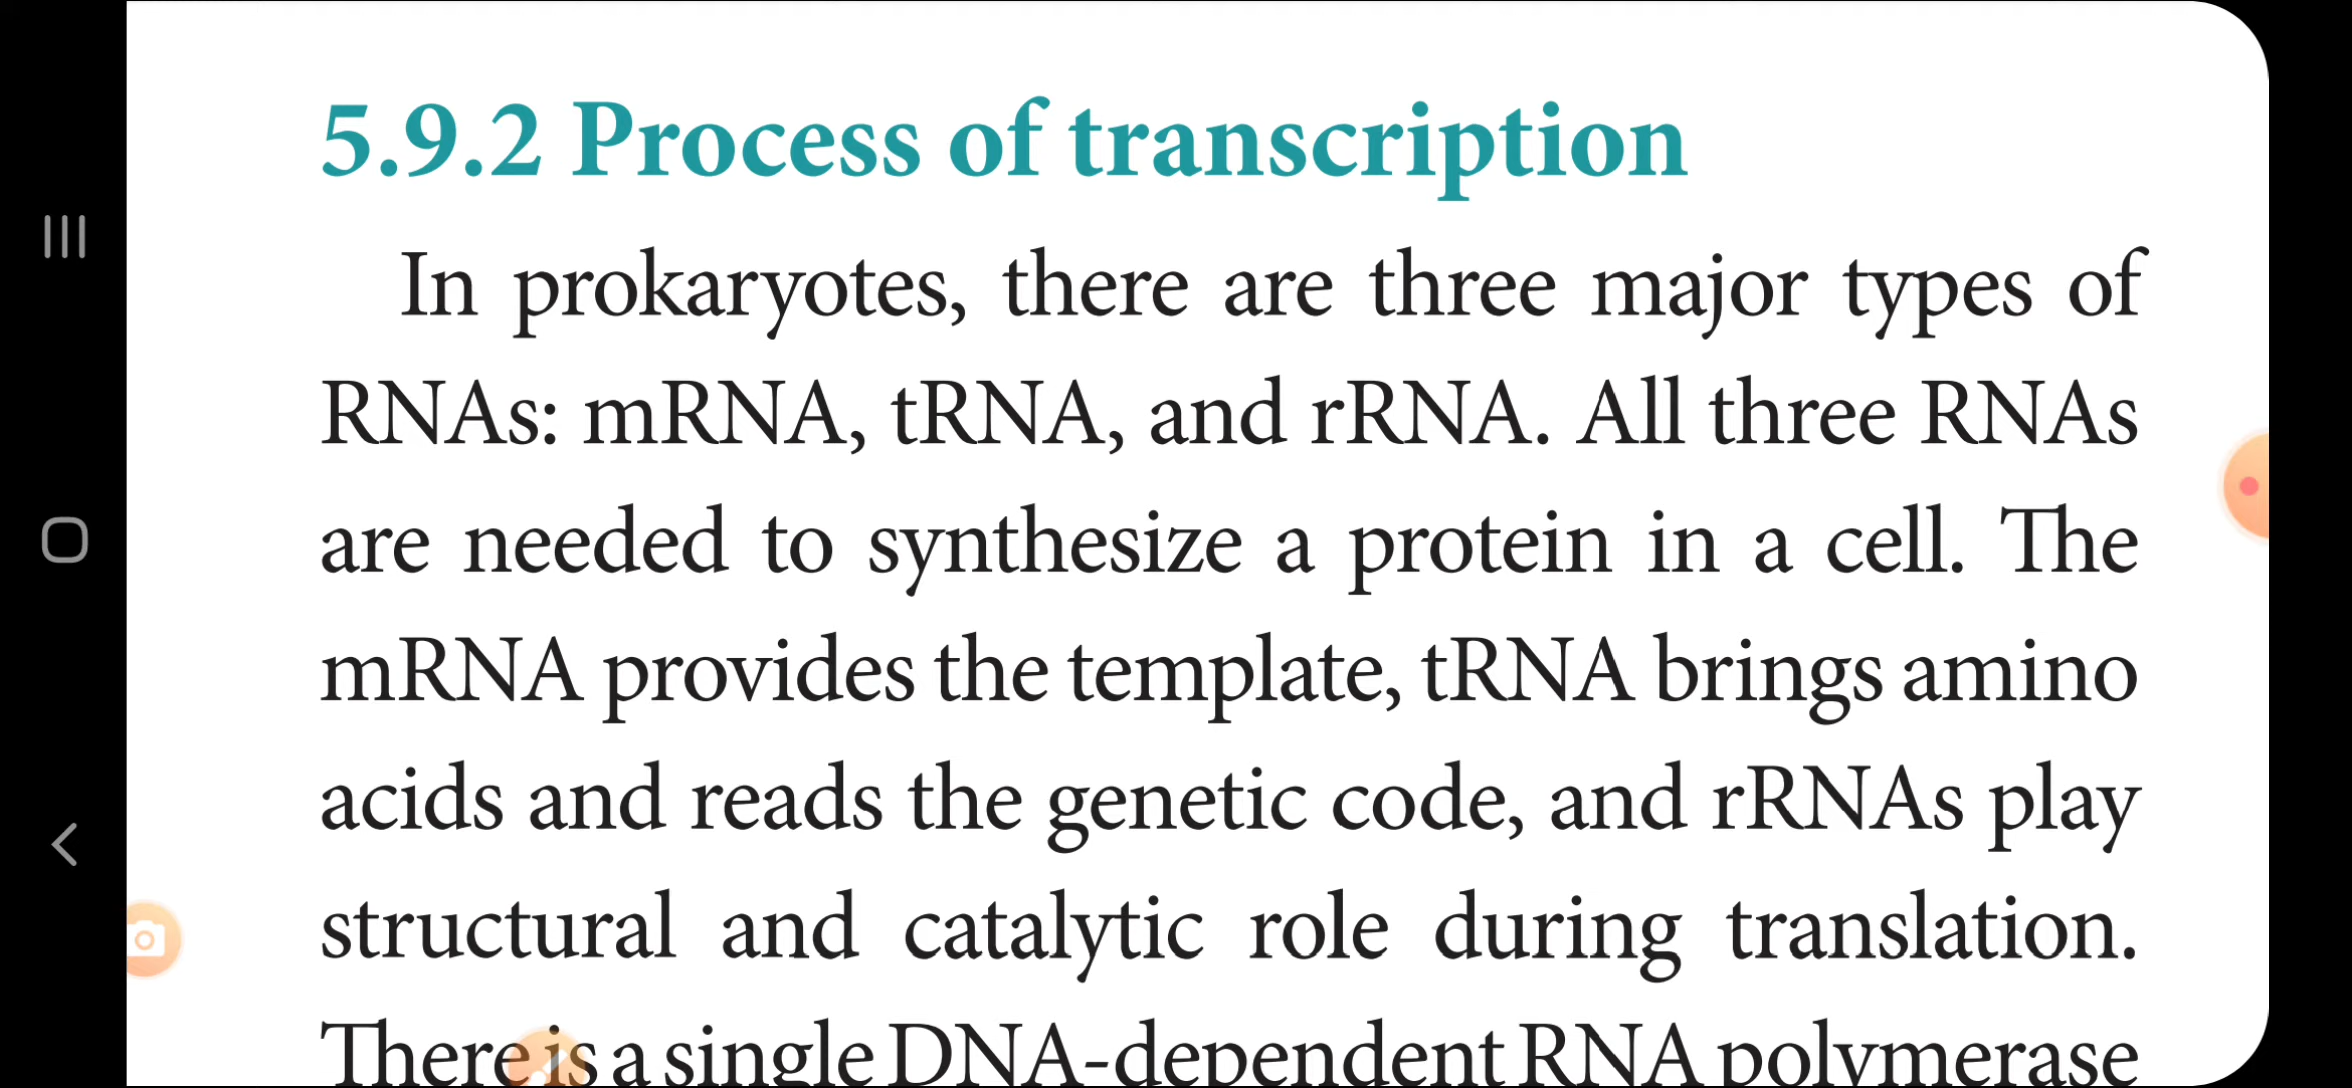 5.9.2 Process of transcription
In prokaryotes, there are three major types of
RNAs: mRNA, tRNA, and rRNA. All three RNAs
are needed to synthesize a protein in a cell. The
mRNA provides the template, tRNA brings amino
acids and reads the genetic code, and rRNAs play
structural and catalytic role during translation.
There is a single DNA-dependent RNA polymerase